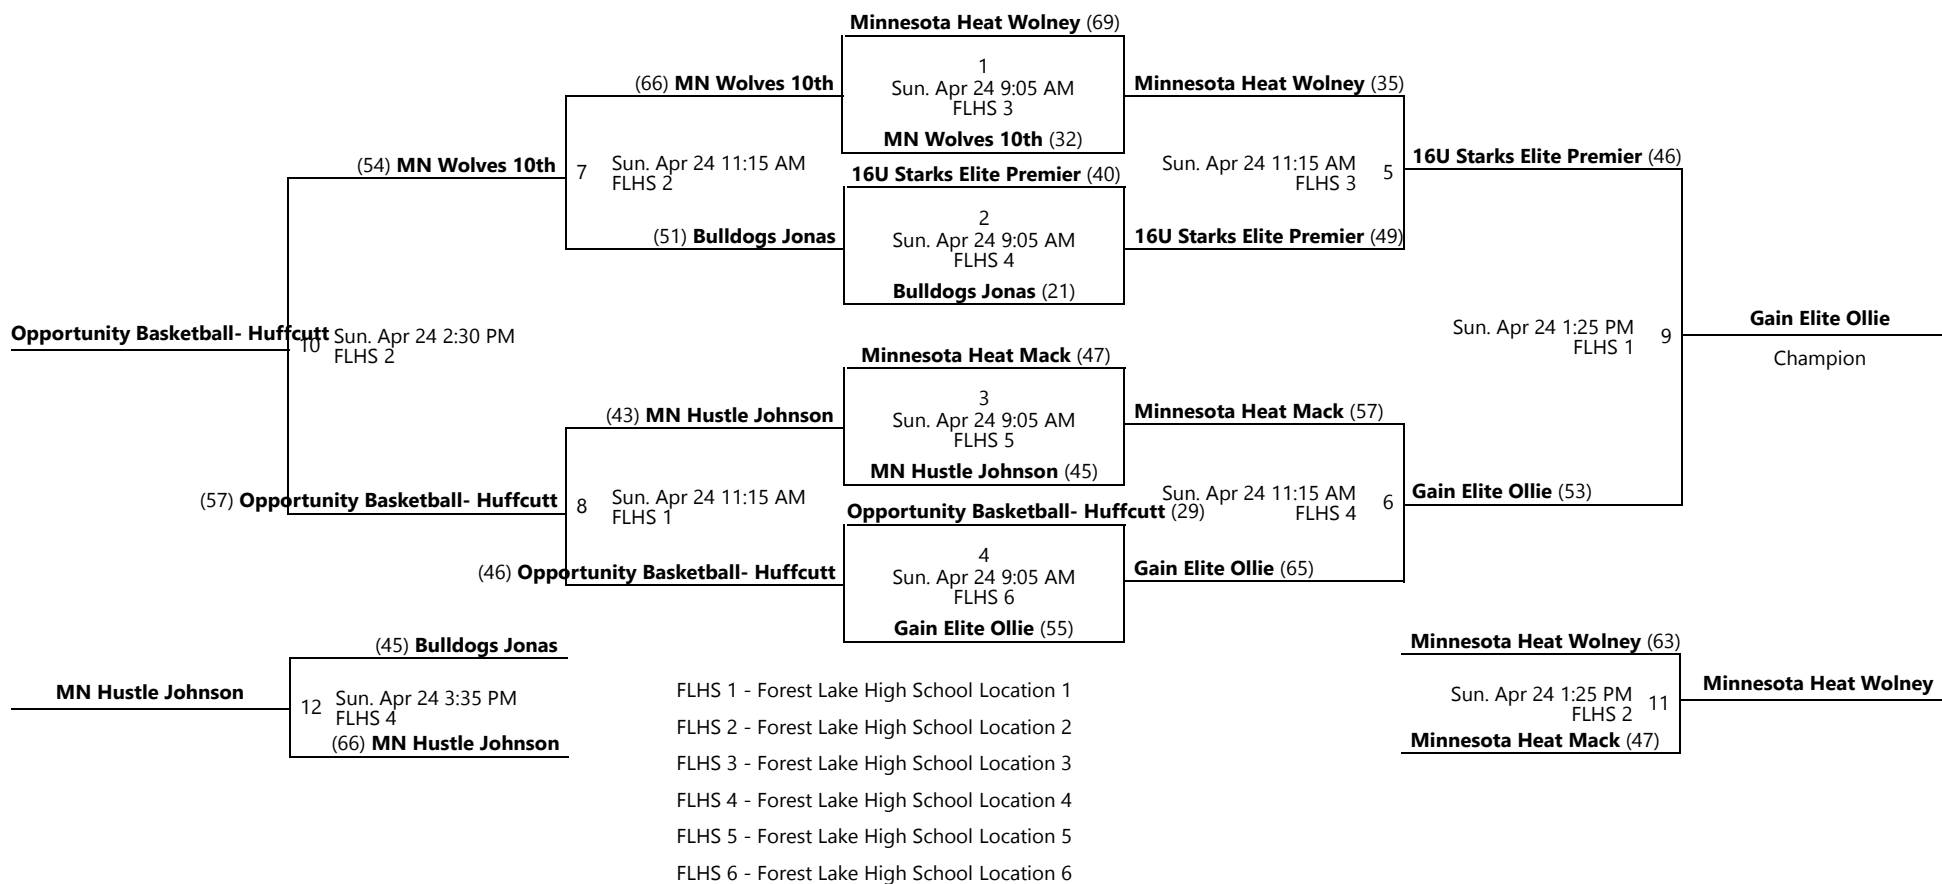 Minnesota Heat Wolney (69)
1
Sun. Apr 24 9:05 AM
FLHS 3
MN Wolves 10th (32)
16U Starks Elite Premier (40)
2
Sun. Apr 24 9:05 AM
FLHS 4
Bulldogs Jonas (21)
Minnesota Heat Mack (47)
3
Sun. Apr 24 9:05 AM
FLHS 5
MN Hustle Johnson (45)
Opportunity Basketball- Huffcutt (29)
4
Sun. Apr 24 9:05 AM
FLHS 6
Gain Elite Ollie (55)
Minnesota Heat Wolney (35)
Sun. Apr 24 11:15 AM
FLHS 3
5
16U Starks Elite Premier (49)
Minnesota Heat Mack (57)
Sun. Apr 24 11:15 AM
FLHS 4
6
Gain Elite Ollie (65)
16U Starks Elite Premier (46)
Sun. Apr 24 1:25 PM
FLHS 1
9
Gain Elite Ollie (53)
Gain Elite Ollie
Champion
(66) MN Wolves 10th
7
Sun. Apr 24 11:15 AM
FLHS 2
(51) Bulldogs Jonas
(43) MN Hustle Johnson
8
Sun. Apr 24 11:15 AM
FLHS 1
(46) Opportunity Basketball- Huffcutt
(54) MN Wolves 10th
10
Sun. Apr 24 2:30 PM
FLHS 2
(57) Opportunity Basketball- Huffcutt
Opportunity Basketball- Huffcutt
(45) Bulldogs Jonas
12
Sun. Apr 24 3:35 PM
FLHS 4
(66) MN Hustle Johnson
MN Hustle Johnson
Minnesota Heat Wolney (63)
Sun. Apr 24 1:25 PM
FLHS 2
11
Minnesota Heat Mack (47)
Minnesota Heat Wolney
FLHS 1 - Forest Lake High School Location 1
FLHS 2 - Forest Lake High School Location 2
FLHS 3 - Forest Lake High School Location 3
FLHS 4 - Forest Lake High School Location 4
FLHS 5 - Forest Lake High School Location 5
FLHS 6 - Forest Lake High School Location 6